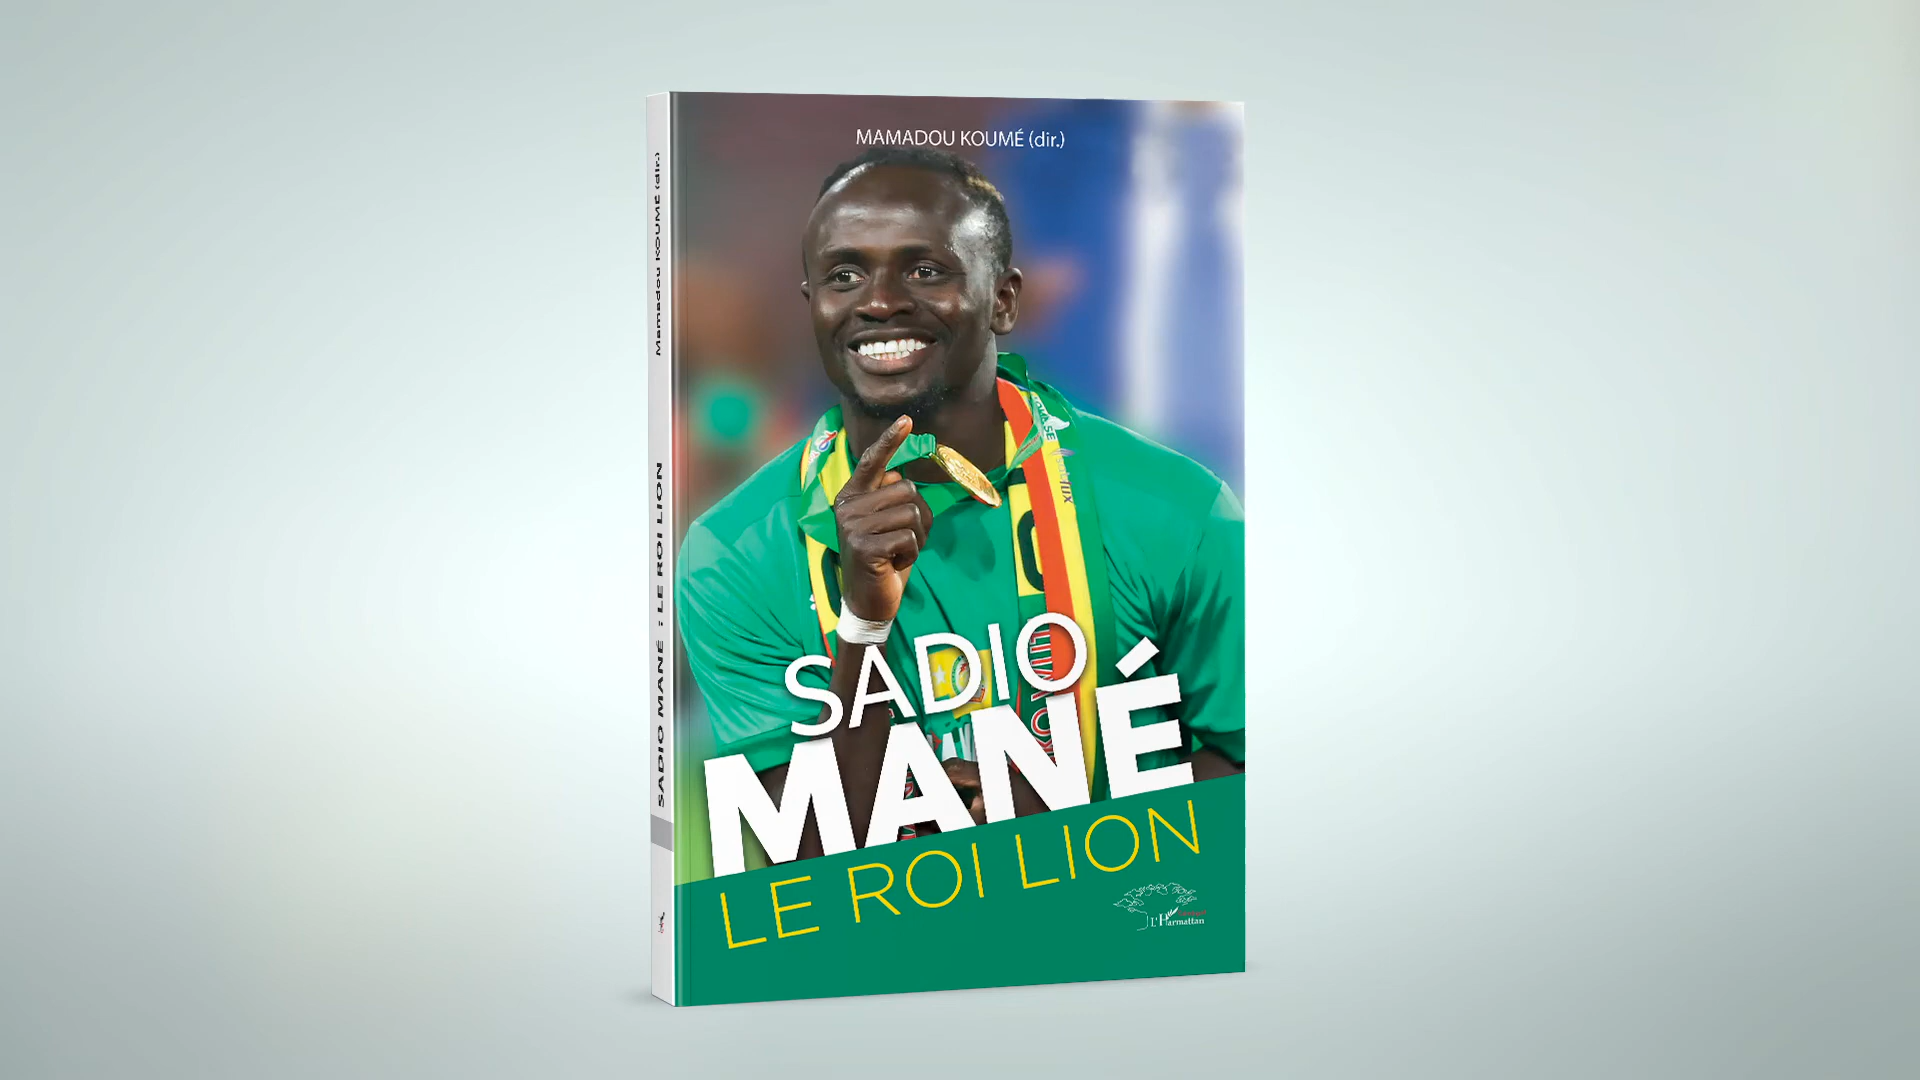 MAMADOU KOUMÉ (dir.)
SADIO
MANÉ
LE ROI LION
L'Harmattan
Mamadou KOUMÉ (dir.)
SADIO MANÉ : LE ROI LION